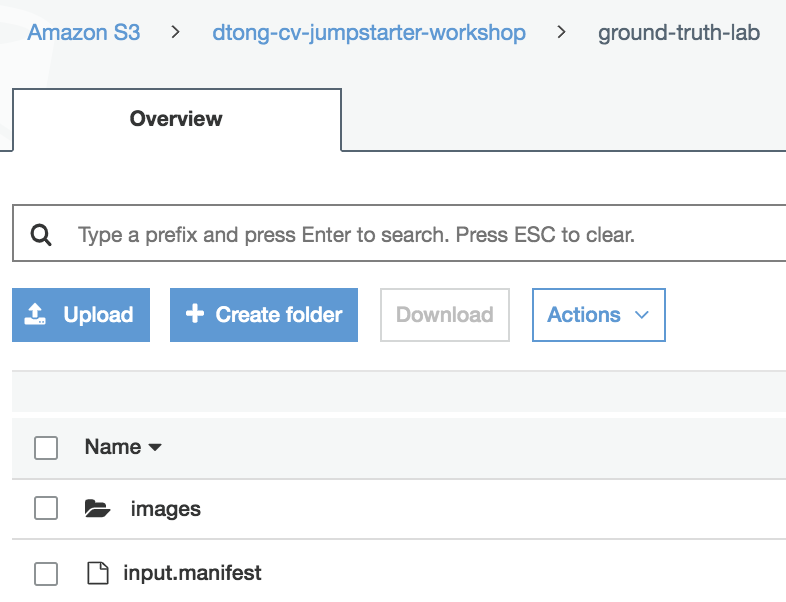 Amazon S3 > dtong-cv-jumpstarter-workshop > ground-truth-lab
Overview
Type a prefix and press Enter to search. Press ESC to clear.
Upload + Create folder Download Actions
Name
images
input.manifest